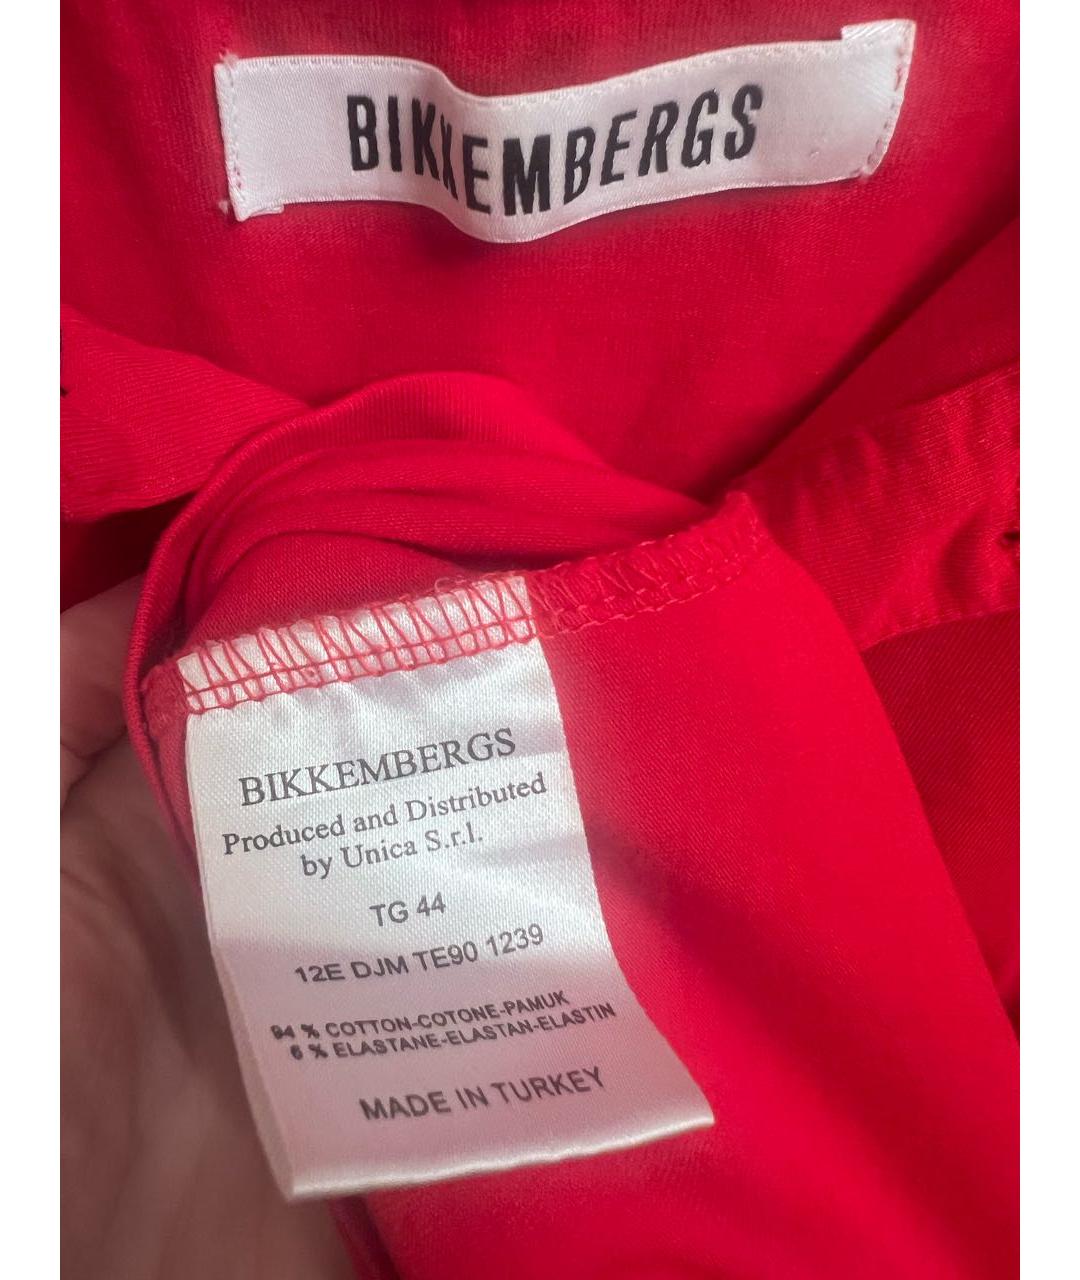 BIKKEMBERGS
BIKKEMBERGS
Produced and Distributed
by Unica S.r.l.
TG 44
12E DJM TE90 1239
94 % COTTON-COTONE-PAMUK
6 % ELASTANE-ELASTAN-ELASTIN
MADE IN TURKEY